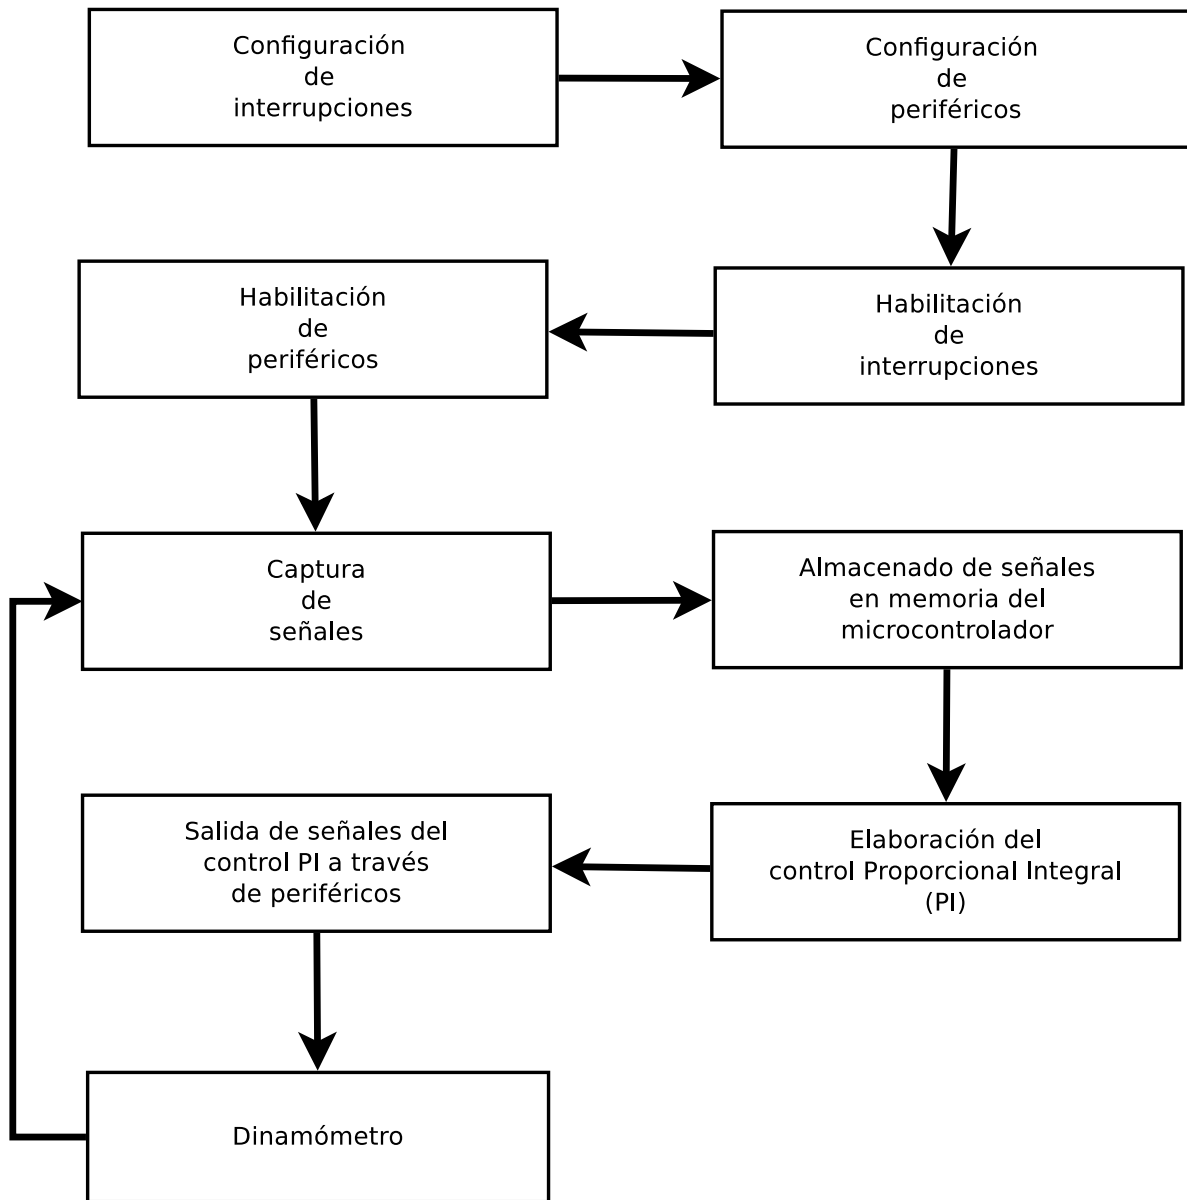 Configuración
de
interrupciones
Configuración
de
periféricos
Habilitación
de
interrupciones
Habilitación
de
periféricos
Captura
de
señales
Almacenado de señales
en memoria del
microcontrolador
Elaboración del
control Proporcional Integral
(PI)
Salida de señales del
control PI a través
de periféricos
Dinamómetro